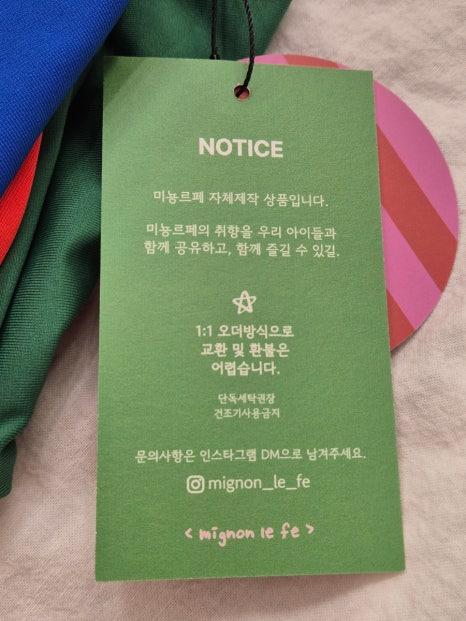 NOTICE
미뇽르페 자체제작 상품입니다.
미뇽르페의 취향을 우리 아이들과
함께 공유하고, 함께 즐길 수 있길.
1:1 오더방식으로
교환 및 환불은
어렵습니다.
단독세탁권장
건조기사용금지
문의사항은 인스타그램 DM으로 남겨주세요.
mignon_le_fe
< mignon le fe >